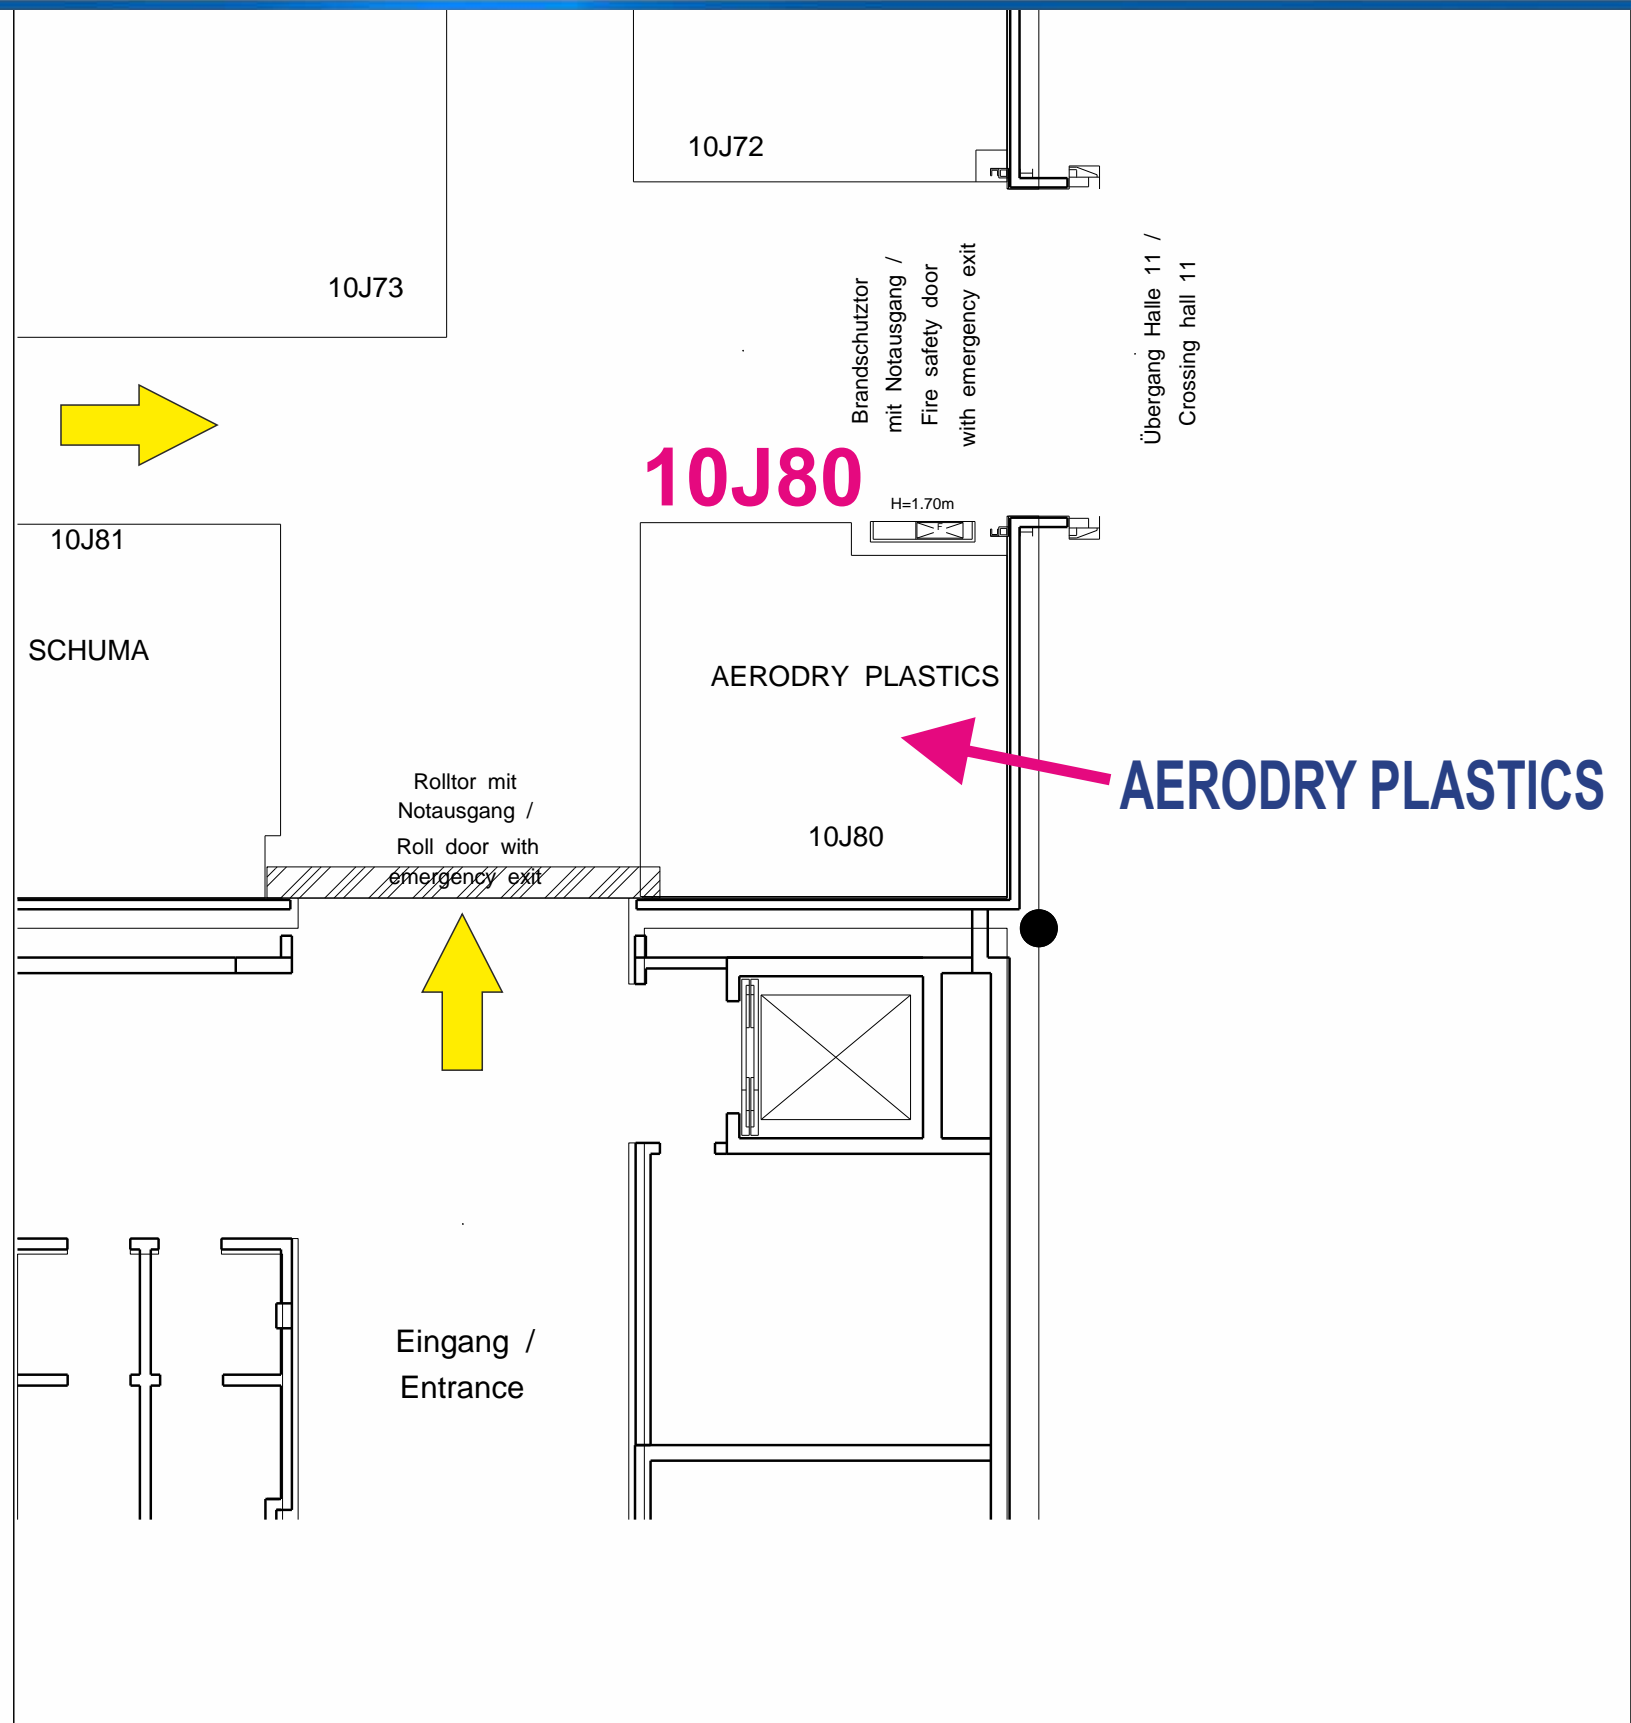 10J72
10J73
Brandschutztor
mit Notausgang /
Fire safety door
with emergency exit
Übergang Halle 11 /
Crossing hall 11
10J80
H=1.70m
F
10J81
SCHUMA
AERODRY PLASTICS
AERODRY PLASTICS
Rolltor mit
Notausgang /
Roll door with
emergency exit
10J80
Eingang /
Entrance